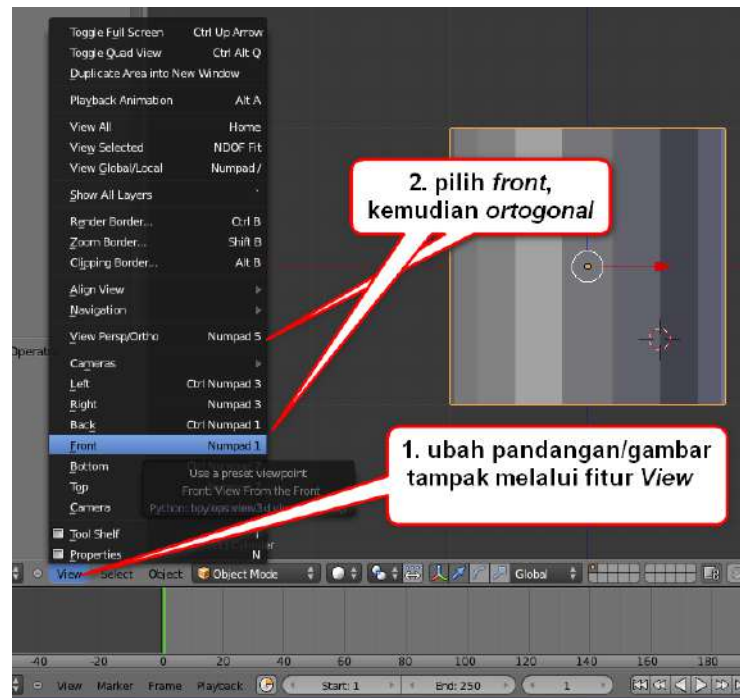 Toggle Full Screen Ctrl Up Arrow
Toggle Quad View Ctrl Alt Q
Duplicate Area into New Window
Playback Animation Alt A
View All Home
View Selected NDOF Fit
View Global/Local Numpad /
Show All Layers `
Render Border... Ctrl B
Zoom Border... Shift B
Clipping Border... Alt B
Align View
Navigation
View Persp/Ortho Numpad 5
Cameras
Left Ctrl Numpad 3
Right Numpad 3
Back Ctrl Numpad 1
Front Numpad 1
Bottom
Top
Camera
Tool Shelf T
Properties N
2. pilih front,
kemudian ortogonal
1. ubah pandangan/gambar
tampak melalui fitur View
Use a preset viewpoint
Front: View From the Front
View Select Object Object Mode Global
-40 -20 0 20 40 60 80 100 120 140 160 180
View Marker Frame Playback Start: 1 End: 250 1